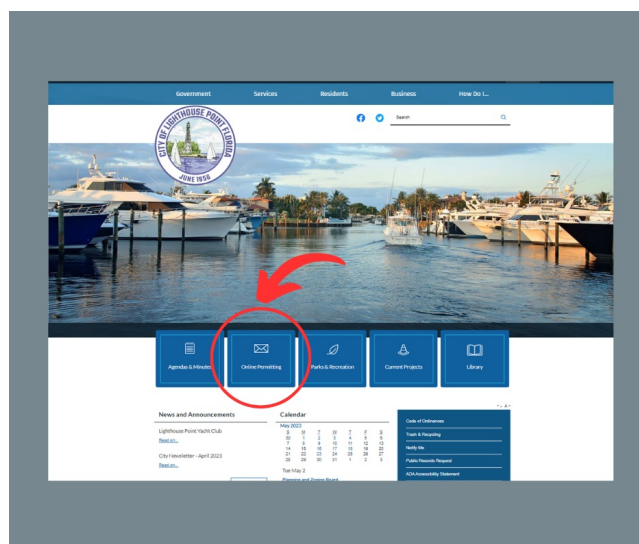 Government Services Residents Business How Do I...
CITY OF LIGHTHOUSE POINT FLORIDA
JUNE 1956
Search
Agendas & Minutes
Online Permitting
Parks & Recreation
Current Projects
Library
News and Announcements
Lighthouse Point Yacht Club
Read on...
City Newsletter - April 2023
Read on...
Calendar
May 2023
S M T W T F S
30 1 2 3 4 5 6
7 8 9 10 11 12 13
14 15 16 17 18 19 20
21 22 23 24 25 26 27
28 29 30 31 1 2 3
Tue May 2
Planning and Zoning Board
Code of Ordinances
Trash & Recycling
Notify Me
Public Records Request
ADA Accessibility Statement